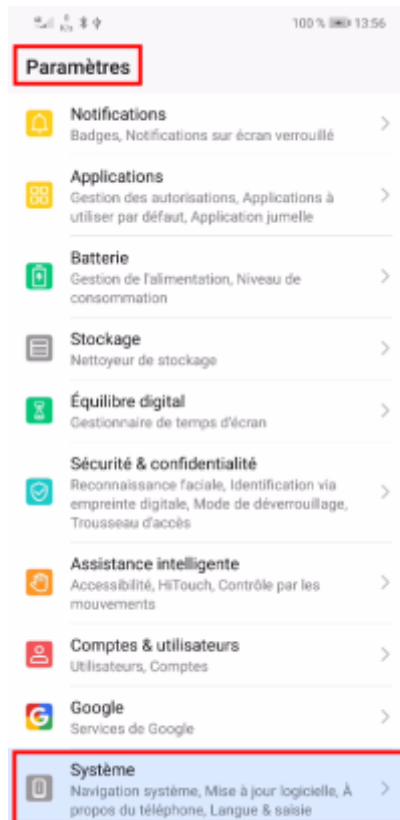 100 % 13:56
Paramètres
Notifications
Badges, Notifications sur écran verrouillé
Applications
Gestion des autorisations, Applications à
utiliser par défaut, Application jumelle
Batterie
Gestion de l'alimentation, Niveau de
consommation
Stockage
Nettoyeur de stockage
Équilibre digital
Gestionnaire de temps d'écran
Sécurité & confidentialité
Reconnaissance faciale, Identification via
empreinte digitale, Mode de déverrouillage,
Trousseau d'accès
Assistance intelligente
Accessibilité, HiTouch, Contrôle par les
mouvements
Comptes & utilisateurs
Utilisateurs, Comptes
Google
Services de Google
Système
Navigation système, Mise à jour logicielle, À
propos du téléphone, Langue & saisie